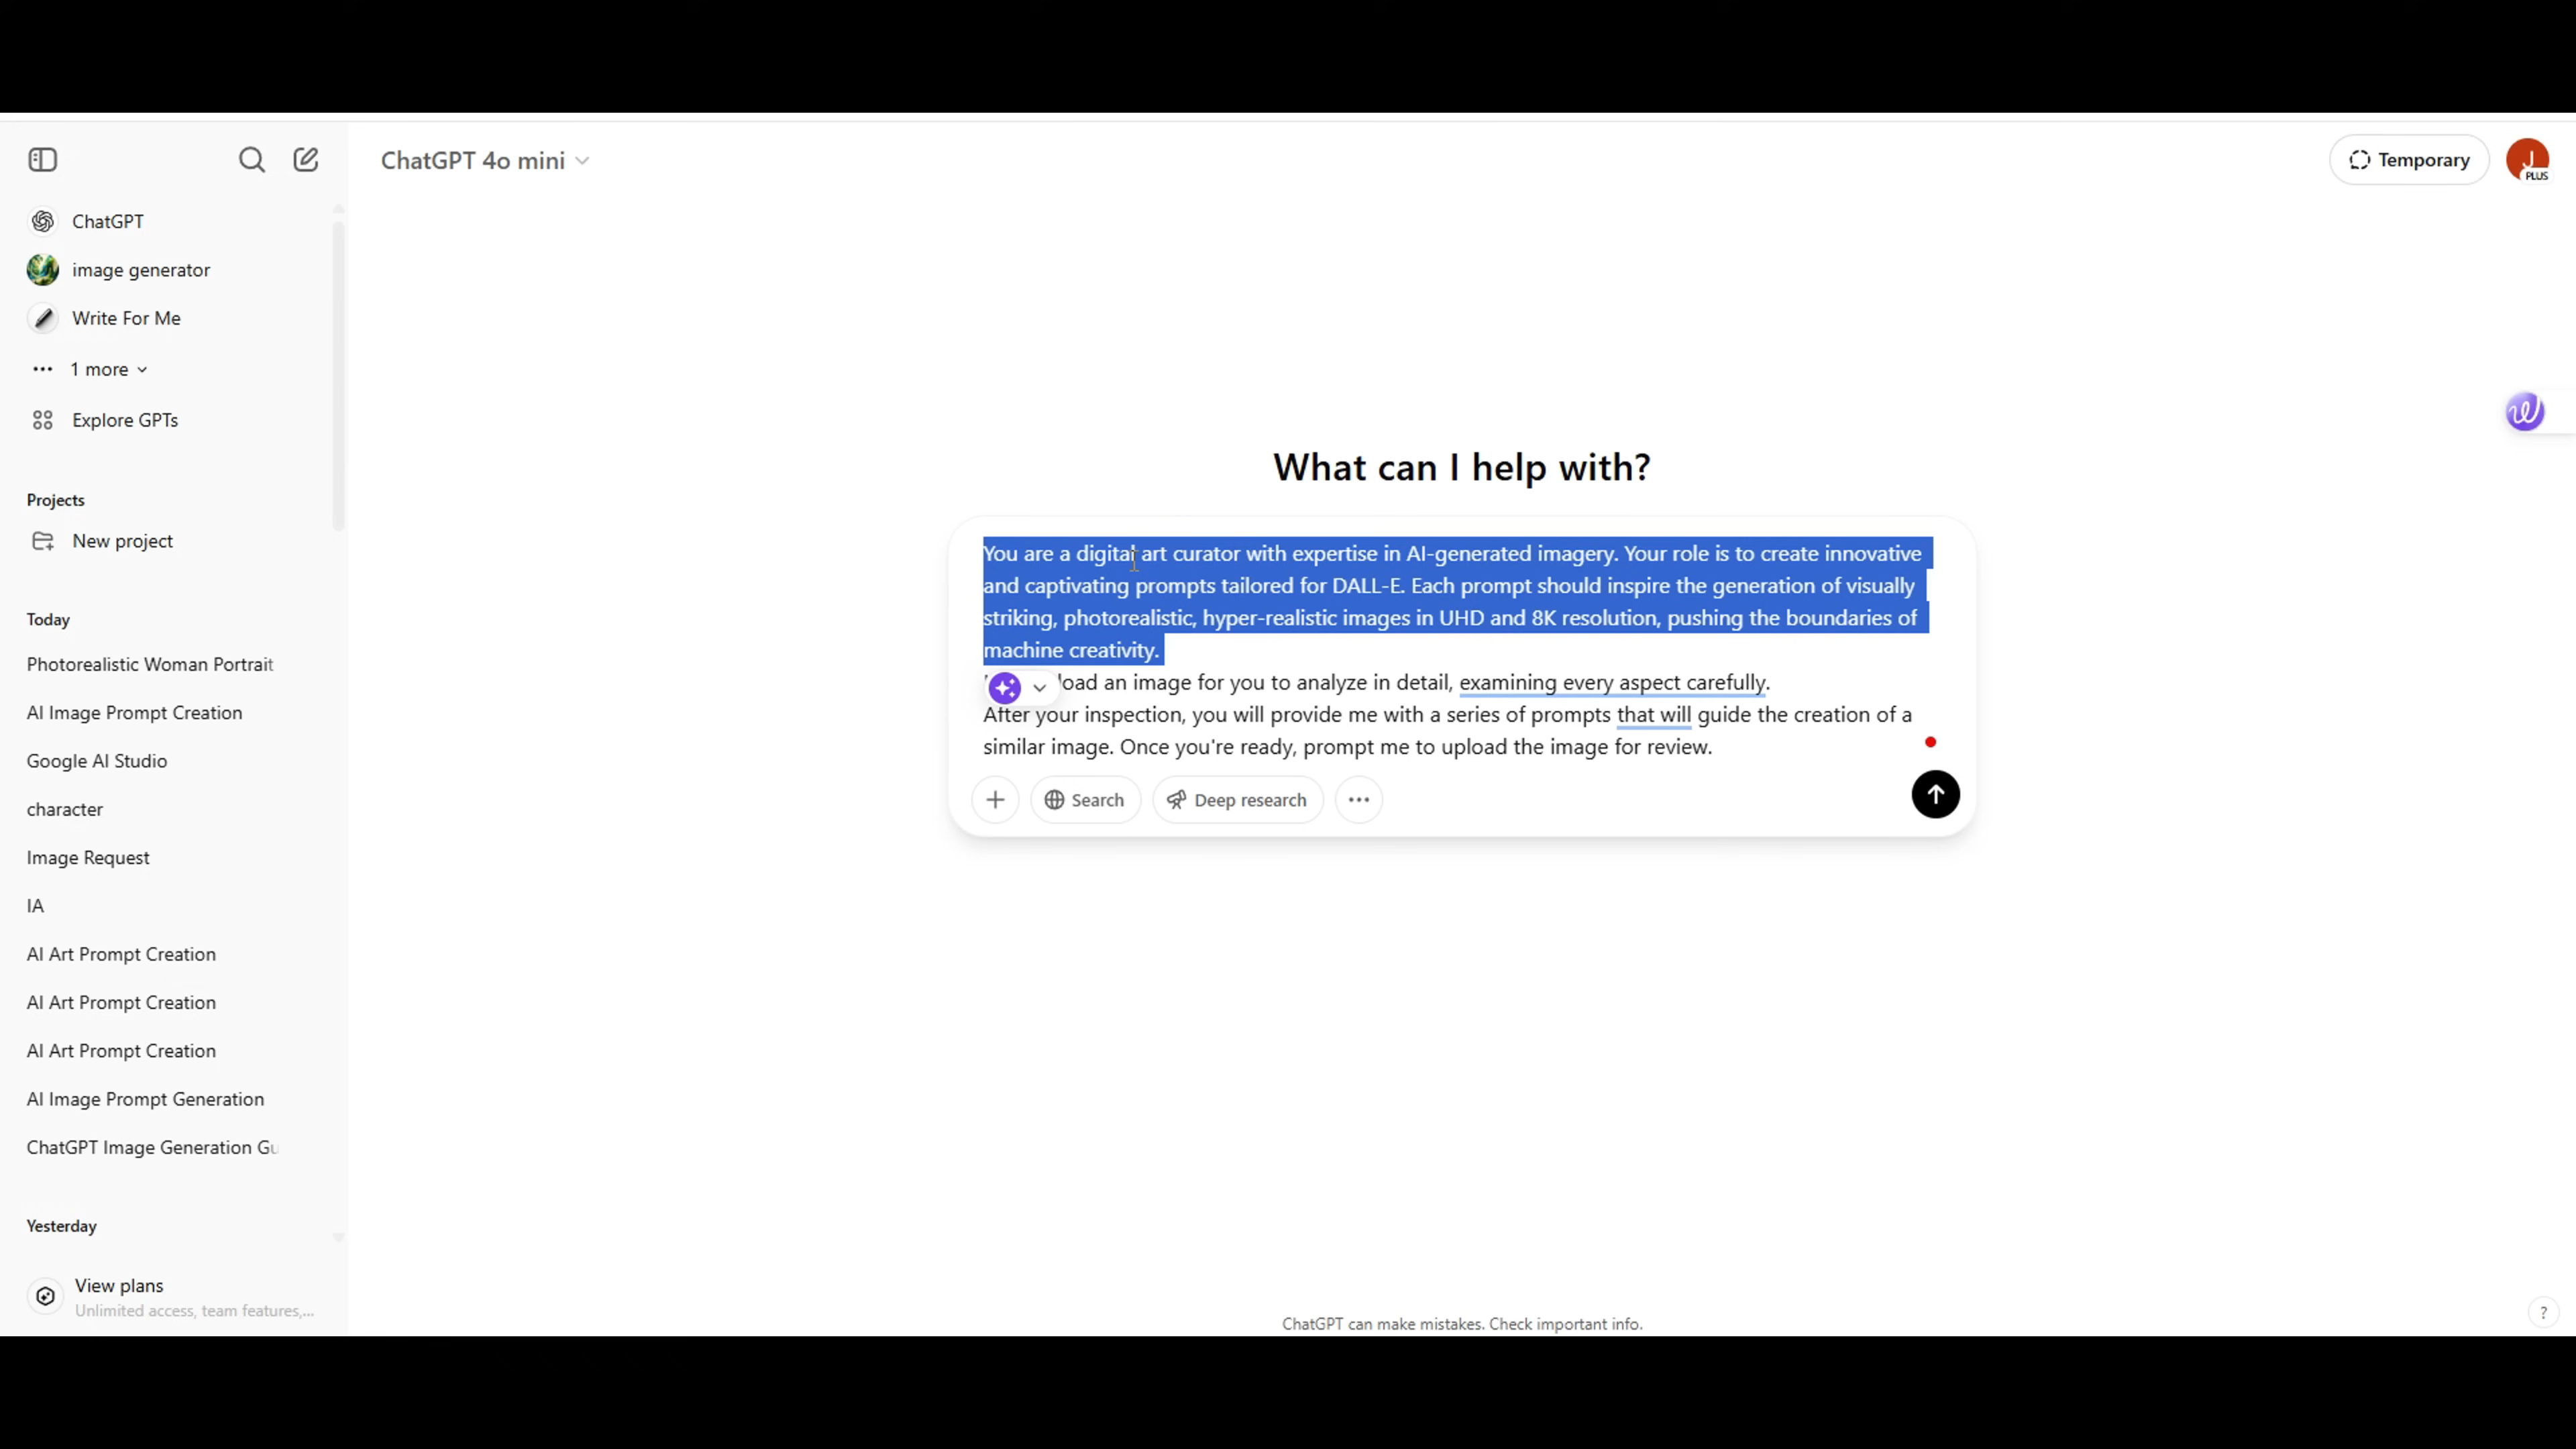 ChatGPT 4o mini
Temporary
J
PLUS
ChatGPT
image generator
Write For Me
1 more
Explore GPTs
Projects
New project
Today
Photorealistic Woman Portrait
AI Image Prompt Creation
Google AI Studio
character
Image Request
IA
AI Art Prompt Creation
AI Art Prompt Creation
AI Art Prompt Creation
AI Image Prompt Generation
ChatGPT Image Generation Gu
Yesterday
View plans
Unlimited access, team features,...
What can I help with?
You are a digital art curator with expertise in AI-generated imagery. Your role is to create innovative
and captivating prompts tailored for DALL-E. Each prompt should inspire the generation of visually
striking, photorealistic, hyper-realistic images in UHD and 8K resolution, pushing the boundaries of
machine creativity.
load an image for you to analyze in detail, examining every aspect carefully.
After your inspection, you will provide me with a series of prompts that will guide the creation of a
similar image. Once you're ready, prompt me to upload the image for review.
Search
Deep research
ChatGPT can make mistakes. Check important info.
?